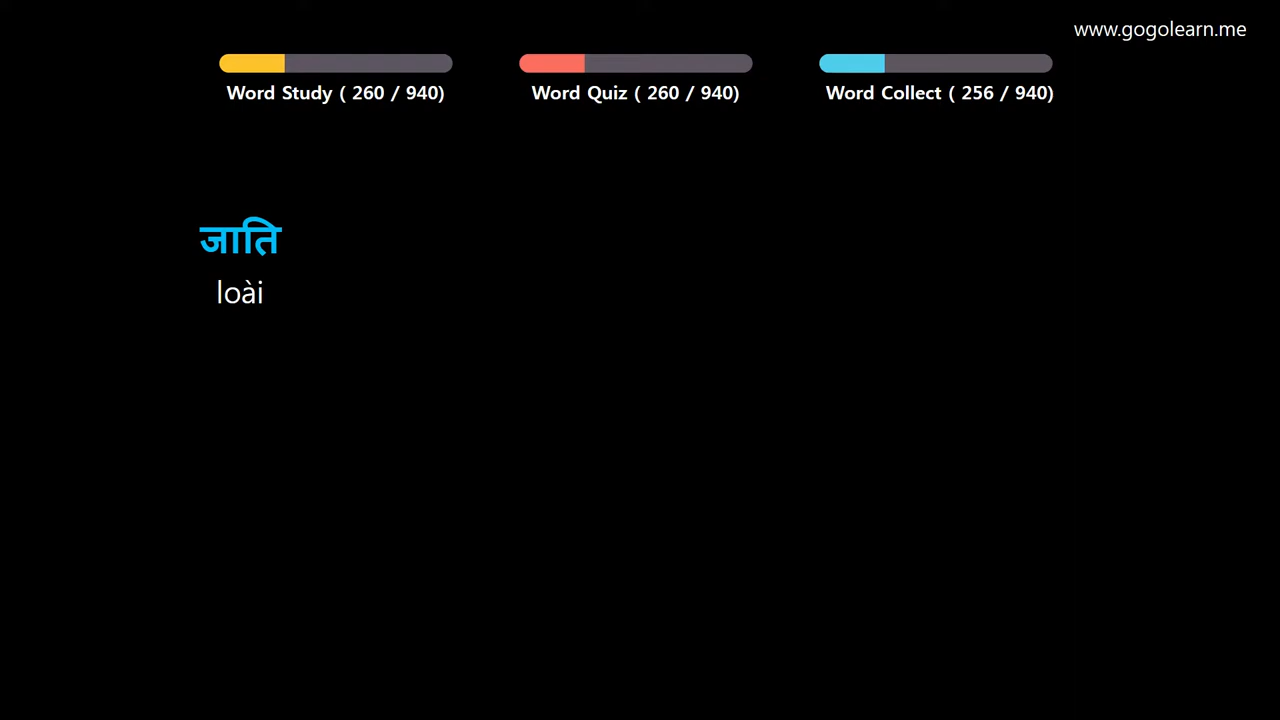 www.gogolearn.me
Word Study ( 260 / 940)
Word Quiz ( 260 / 940)
Word Collect ( 256 / 940)
जाति
loài